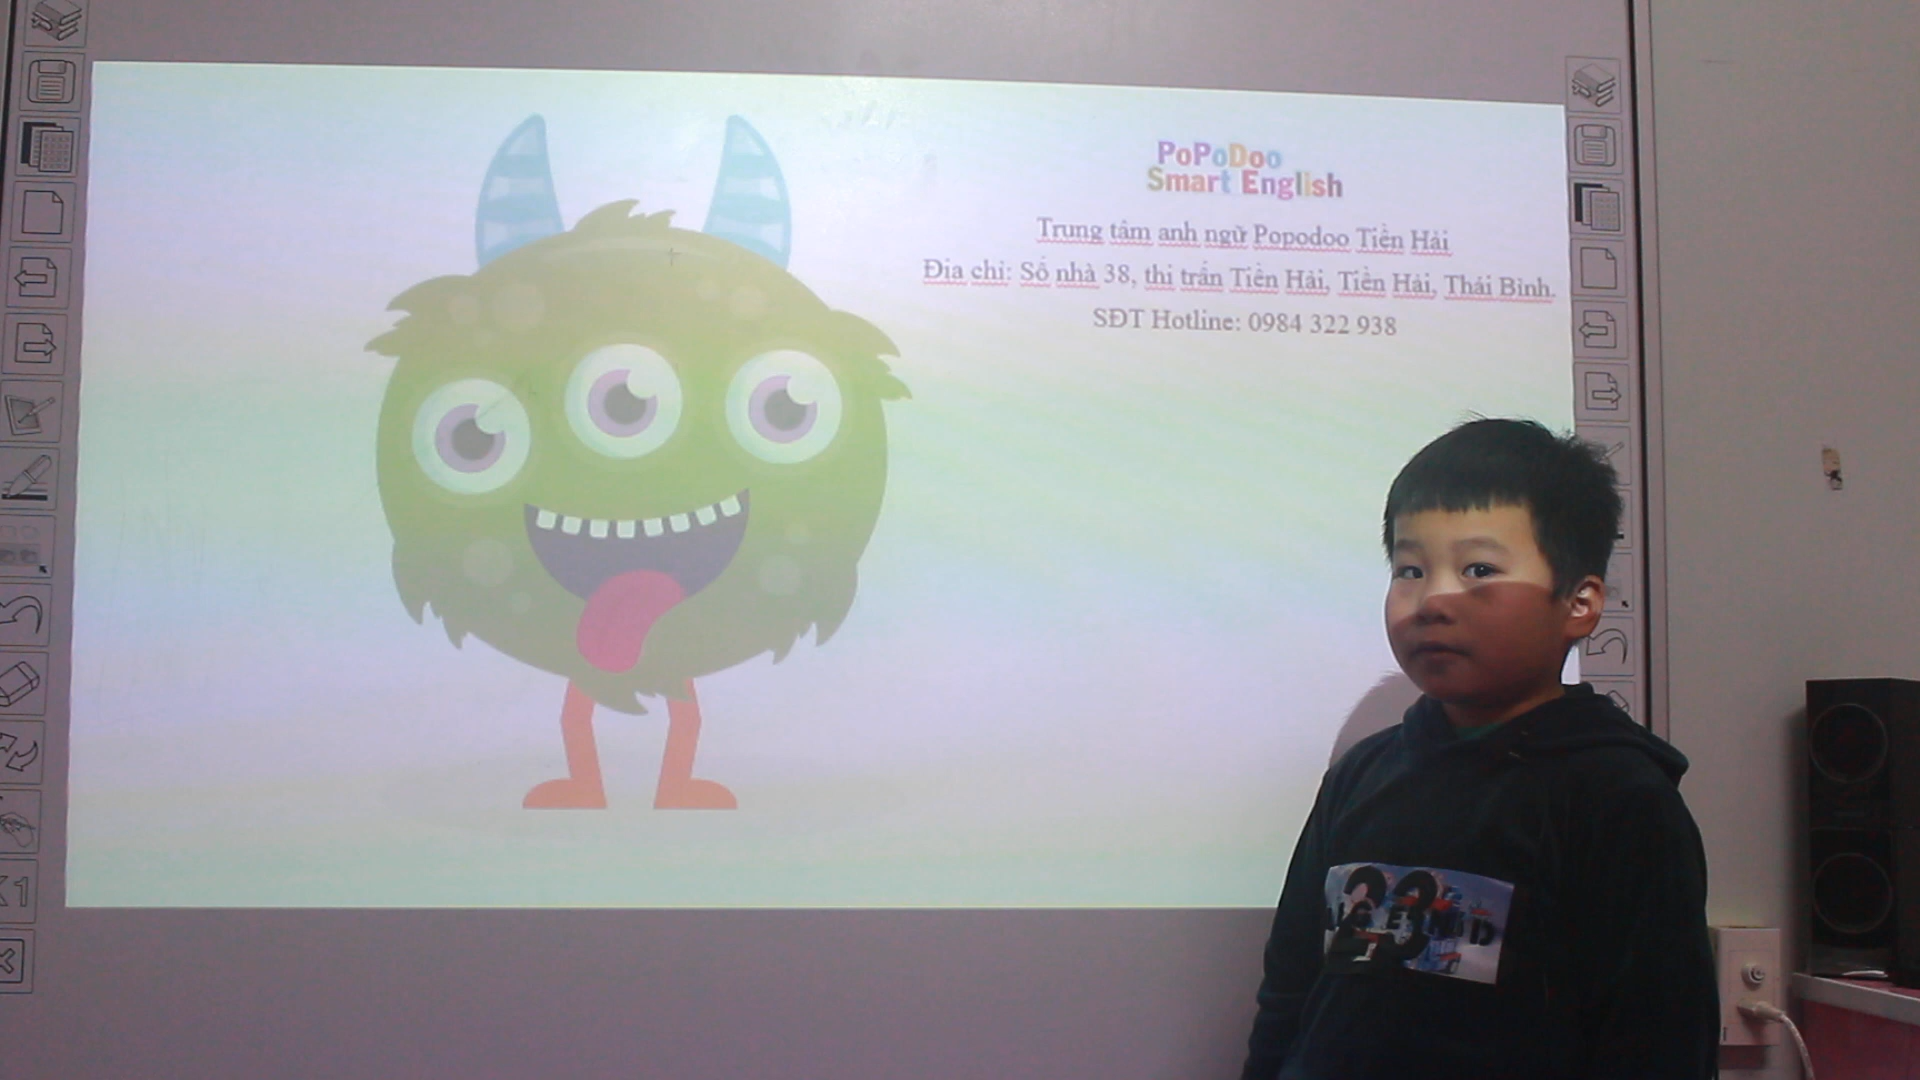 PoPoDoo
Smart English
Trung tâm anh ngữ Popodoo Tiền Hải
Địa chỉ: Số nhà 38, thị trấn Tiền Hải, Tiền Hải, Thái Bình.
SĐT Hotline: 0984 322 938